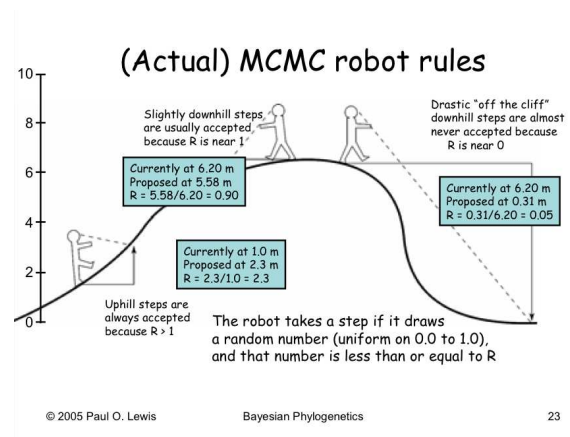 (Actual) MCMC robot rules
10
8
6
4
2
0
Slightly downhill steps
are usually accepted
because R is near 1
Drastic “off the cliff”
downhill steps are almost
never accepted because
R is near 0
Currently at 6.20 m
Proposed at 5.58 m
R = 5.58/6.20 = 0.90
Currently at 6.20 m
Proposed at 0.31 m
R = 0.31/6.20 = 0.05
Currently at 1.0 m
Proposed at 2.3 m
R = 2.3/1.0 = 2.3
Uphill steps are
always accepted
because R > 1
The robot takes a step if it draws
a random number (uniform on 0.0 to 1.0),
and that number is less than or equal to R
© 2005 Paul O. Lewis
Bayesian Phylogenetics
23